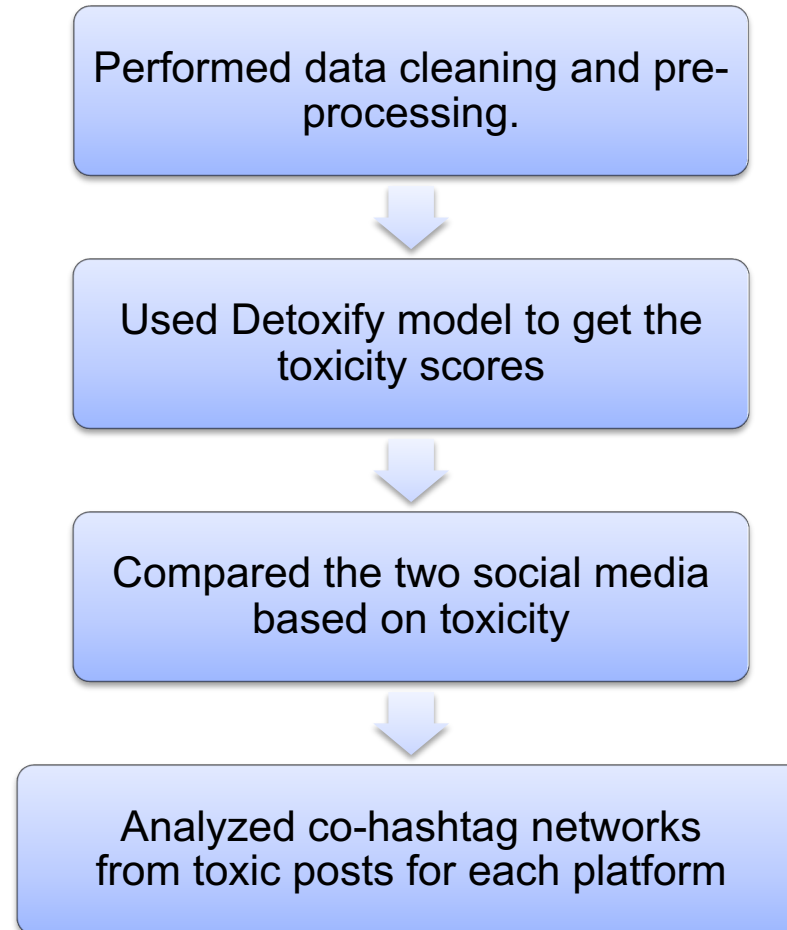 Performed data cleaning and pre-
processing.
Used Detoxify model to get the
toxicity scores
Compared the two social media
based on toxicity
Analyzed co-hashtag networks
from toxic posts for each platform